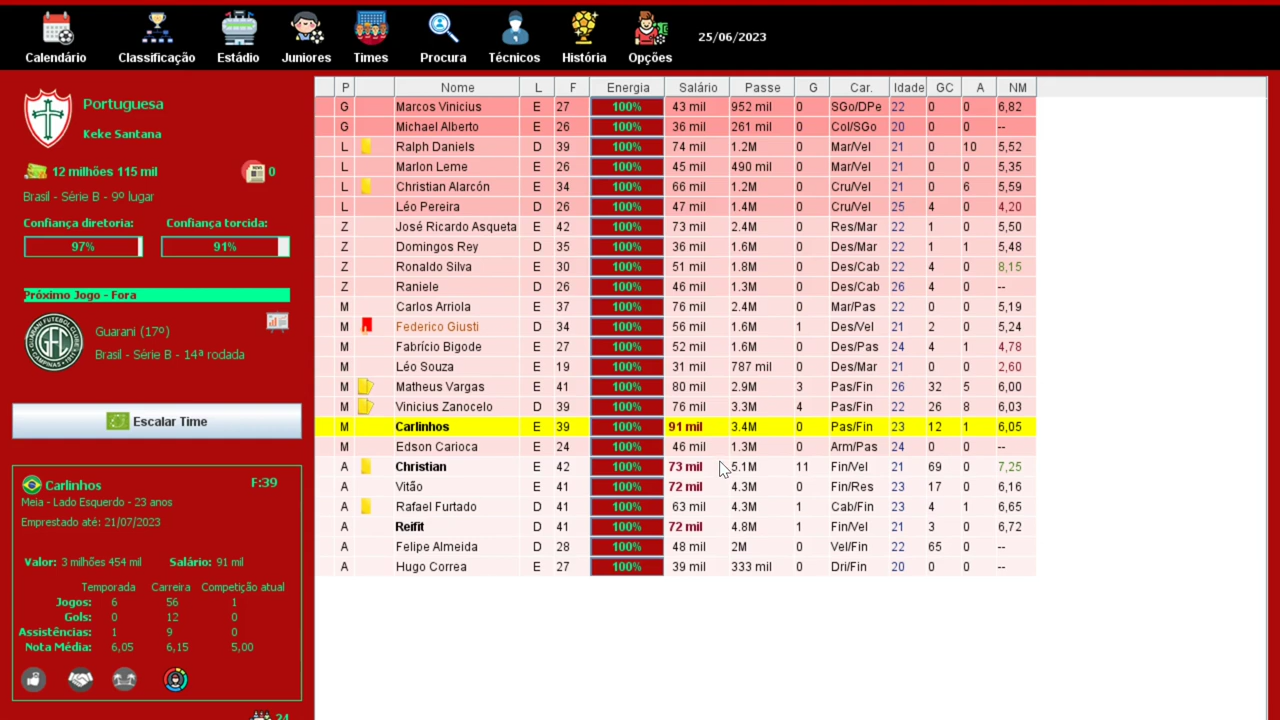 Calendário Classificação Estádio Juniores Times Procura Técnicos História Opções 25/06/2023
Portuguesa
Keke Santana
12 milhões 115 mil 0
Brasil - Série B - 9º lugar
Confiança diretoria: Confiança torcida:
97% 91%
Próximo Jogo - Fora
Guarani (17º)
Brasil - Série B - 14ª rodada
Escalar Time
Carlinhos F:39
Meia - Lado Esquerdo - 23 anos
Emprestado até: 21/07/2023
Valor: 3 milhões 454 mil Salário: 91 mil
Temporada Carreira Competição atual
Jogos: 6 56 1
Gols: 0 12 0
Assistências: 1 9 0
Nota Média: 6,05 6,15 5,00
24
P Nome L F Energia Salário Passe G Car. Idade GC A NM
G Marcos Vinicius E 27 100% 43 mil 952 mil 0 SGo/DPe 22 0 0 6,82
G Michael Alberto E 26 100% 36 mil 261 mil 0 Col/SGo 20 0 0 --
L Ralph Daniels D 39 100% 74 mil 1.2M 0 Mar/Vel 21 0 10 5,52
L Marlon Leme E 26 100% 45 mil 490 mil 0 Mar/Vel 21 0 0 5,35
L Christian Alarcón E 34 100% 66 mil 1.2M 0 Cru/Vel 21 0 6 5,59
L Léo Pereira D 26 100% 47 mil 1.4M 0 Cru/Vel 25 4 0 4,20
Z José Ricardo Asqueta E 42 100% 73 mil 2.4M 0 Res/Mar 22 1 0 5,50
Z Domingos Rey D 35 100% 36 mil 1.6M 0 Des/Mar 22 1 1 5,48
Z Ronaldo Silva E 30 100% 51 mil 1.8M 0 Des/Cab 22 4 0 8,15
Z Raniele D 26 100% 46 mil 1.3M 0 Des/Cab 26 4 0 --
M Carlos Arriola E 37 100% 76 mil 2.4M 0 Mar/Pas 22 0 0 5,19
M Federico Giusti D 34 100% 56 mil 1.6M 1 Des/Vel 21 2 0 5,24
M Fabrício Bigode E 27 100% 52 mil 1.6M 0 Des/Pas 24 4 1 4,78
M Léo Souza E 19 100% 31 mil 787 mil 0 Des/Mar 21 0 0 2,60
M Matheus Vargas E 41 100% 80 mil 2.9M 3 Pas/Fin 26 32 5 6,00
M Vinicius Zanocelo D 39 100% 76 mil 3.3M 4 Pas/Fin 22 26 8 6,03
M Carlinhos E 39 100% 91 mil 3.4M 0 Pas/Fin 23 12 1 6,05
M Edson Carioca E 24 100% 46 mil 1.3M 0 Arm/Pas 24 0 0 --
A Christian E 42 100% 73 mil 5.1M 11 Fin/Vel 21 69 0 7,25
A Vitão E 41 100% 72 mil 4.3M 0 Fin/Res 23 17 0 6,16
A Rafael Furtado D 41 100% 63 mil 4.3M 1 Cab/Fin 23 4 1 6,65
A Reifit D 41 100% 72 mil 4.8M 1 Fin/Vel 21 3 0 6,72
A Felipe Almeida D 28 100% 48 mil 2M 0 Vel/Fin 22 65 0 --
A Hugo Correa E 27 100% 39 mil 333 mil 0 Dri/Fin 20 0 0 --